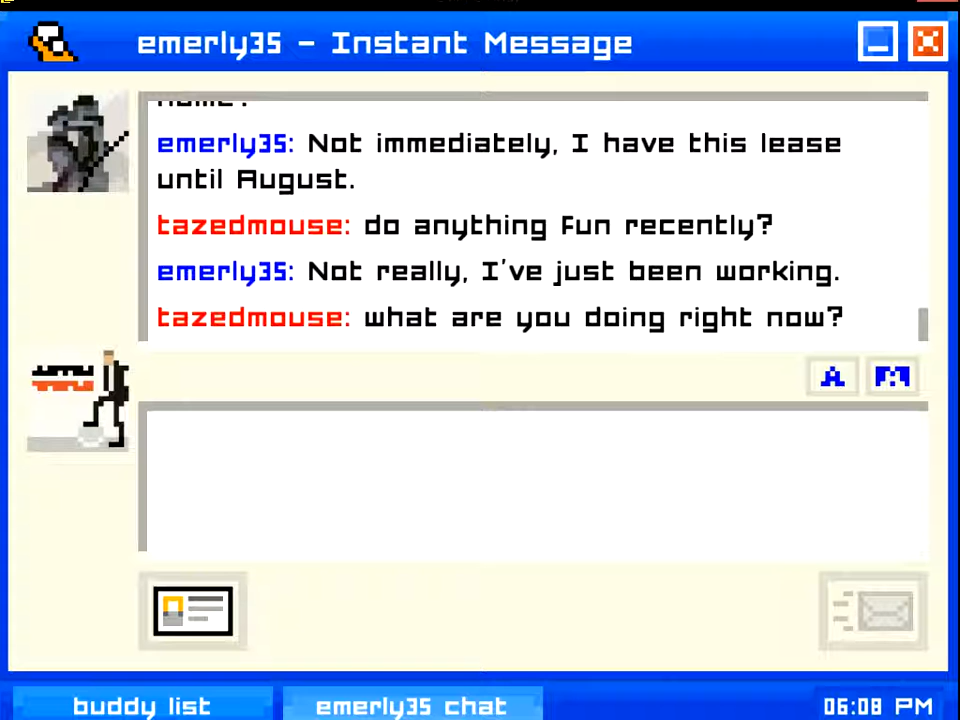 emerly35 - Instant Message
name?
emerly35: Not immediately, I have this lease
until August.
tazedmouse: do anything fun recently?
emerly35: Not really, I've just been working.
tazedmouse: what are you doing right now?
A
buddy list
emerly35 chat
06:08 PM